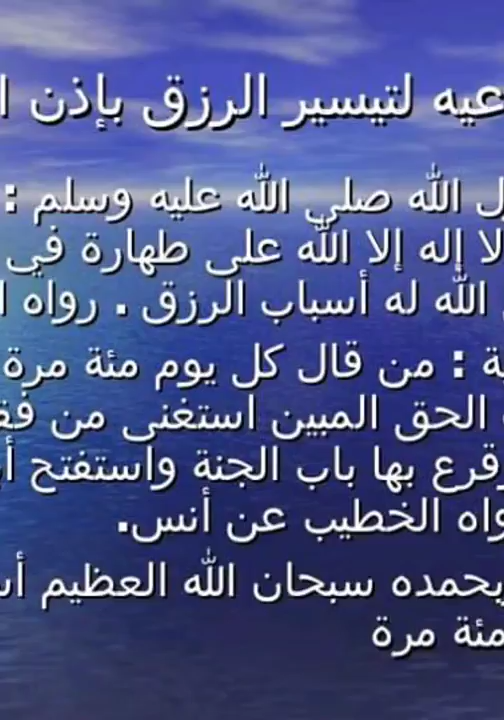 عيه لتيسير الرزق بإذن ا
ل الله صلي الله عليه وسلم :
لا إله إلا الله على طهارة في
الله له أسباب الرزق . رواه ا
ة : من قال كل يوم مئة مرة
الحق المبين استغنى من فق
وقرع بها باب الجنة واستفتح أ
واه الخطيب عن أنس.
بحمده سبحان الله العظيم أس
مئة مرة